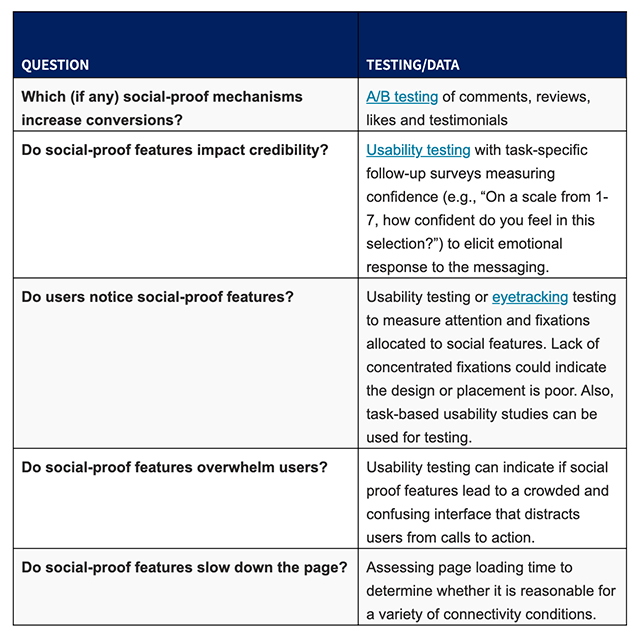 QUESTION
TESTING/DATA
Which (if any) social-proof mechanisms
increase conversions?
A/B testing of comments, reviews,
likes and testimonials
Do social-proof features impact credibility?
Usability testing with task-specific
follow-up surveys measuring
confidence (e.g., “On a scale from 1-
7, how confident do you feel in this
selection?”) to elicit emotional
response to the messaging.
Do users notice social-proof features?
Usability testing or eyetracking testing
to measure attention and fixations
allocated to social features. Lack of
concentrated fixations could indicate
the design or placement is poor. Also,
task-based usability studies can be
used for testing.
Do social-proof features overwhelm users?
Usability testing can indicate if social
proof features lead to a crowded and
confusing interface that distracts
users from calls to action.
Do social-proof features slow down the page?
Assessing page loading time to
determine whether it is reasonable for
a variety of connectivity conditions.